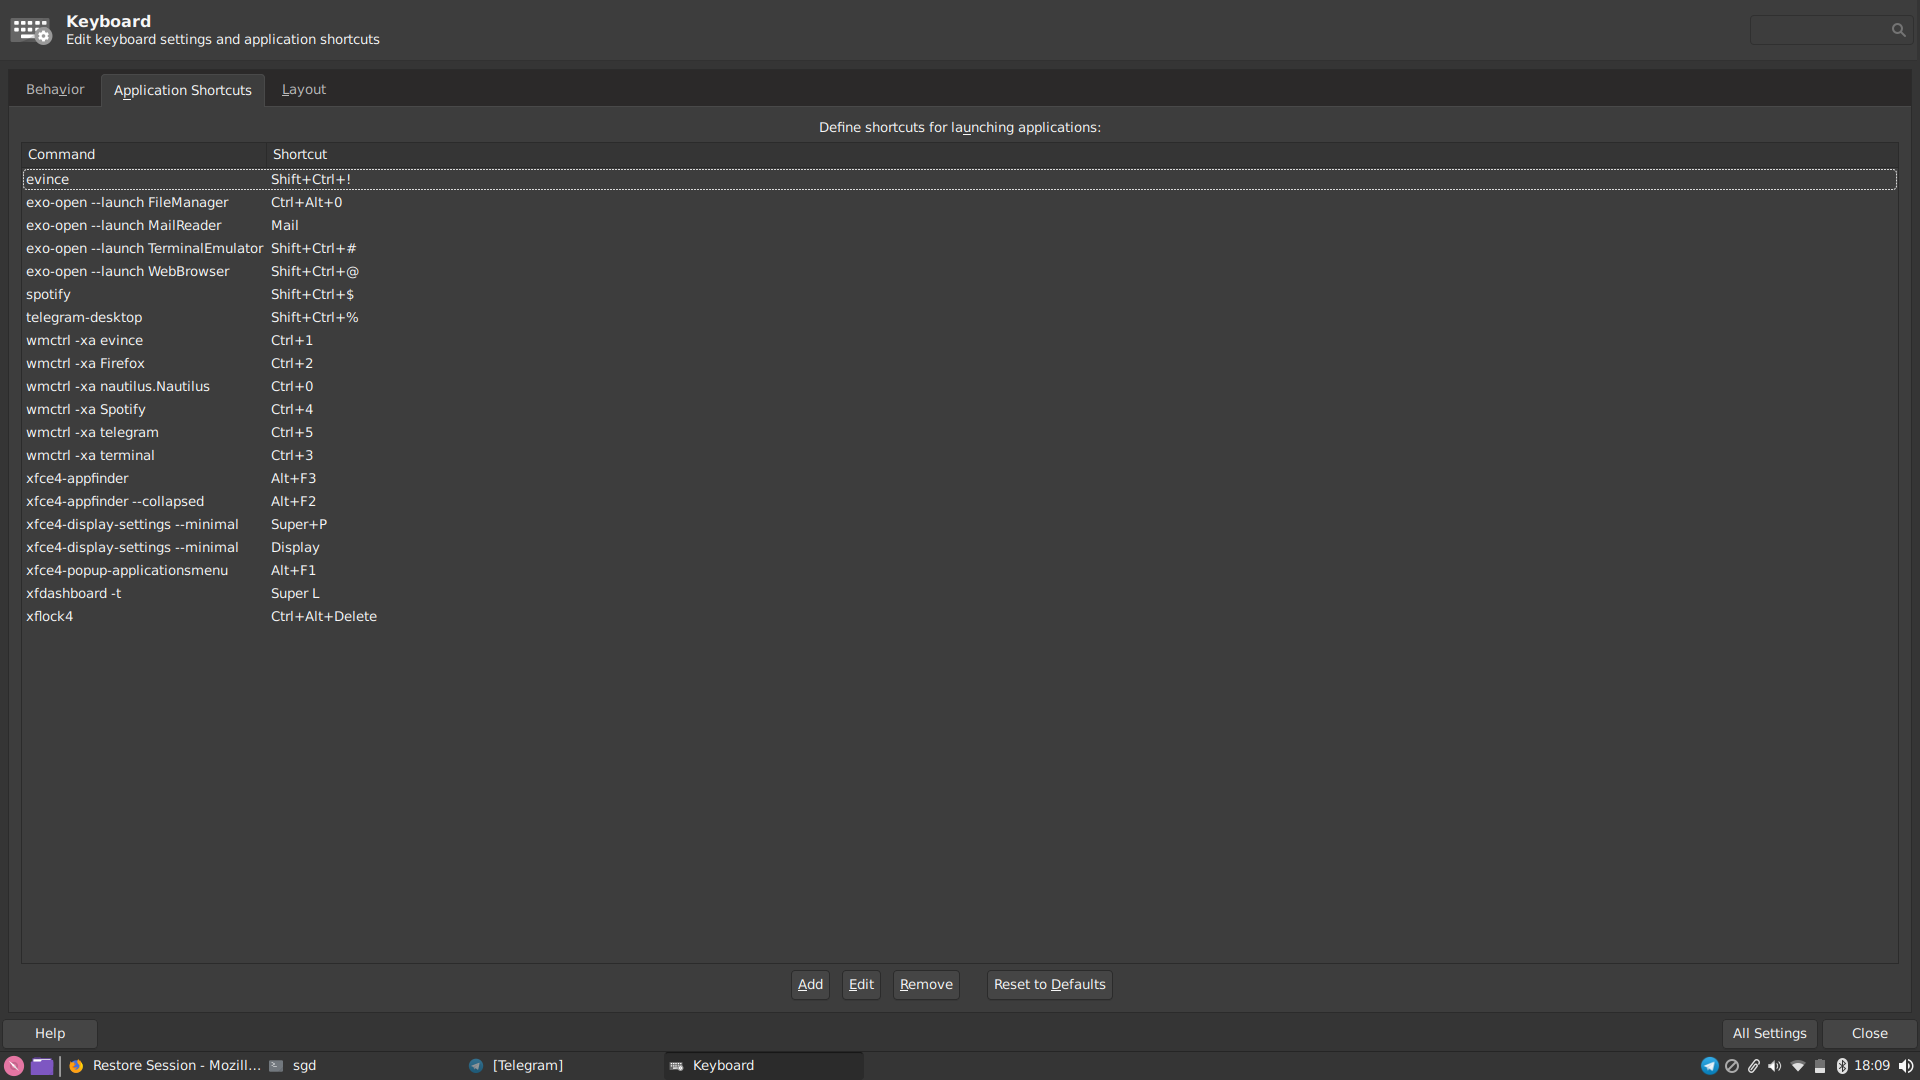 Keyboard
Edit keyboard settings and application shortcuts
Behavior Application Shortcuts Layout
Define shortcuts for launching applications:
Command Shortcut
evince Shift+Ctrl+!
exo-open --launch FileManager Ctrl+Alt+0
exo-open --launch MailReader Mail
exo-open --launch TerminalEmulator Shift+Ctrl+#
exo-open --launch WebBrowser Shift+Ctrl+@
spotify Shift+Ctrl+$
telegram-desktop Shift+Ctrl+%
wmctrl -xa evince Ctrl+1
wmctrl -xa Firefox Ctrl+2
wmctrl -xa nautilus.Nautilus Ctrl+0
wmctrl -xa Spotify Ctrl+4
wmctrl -xa telegram Ctrl+5
wmctrl -xa terminal Ctrl+3
xfce4-appfinder Alt+F3
xfce4-appfinder --collapsed Alt+F2
xfce4-display-settings --minimal Super+P
xfce4-display-settings --minimal Display
xfce4-popup-applicationsmenu Alt+F1
xfdashboard -t Super L
xflock4 Ctrl+Alt+Delete
Add Edit Remove Reset to Defaults
Help All Settings Close
Restore Session - Mozill... sgd [Telegram] Keyboard 18:09